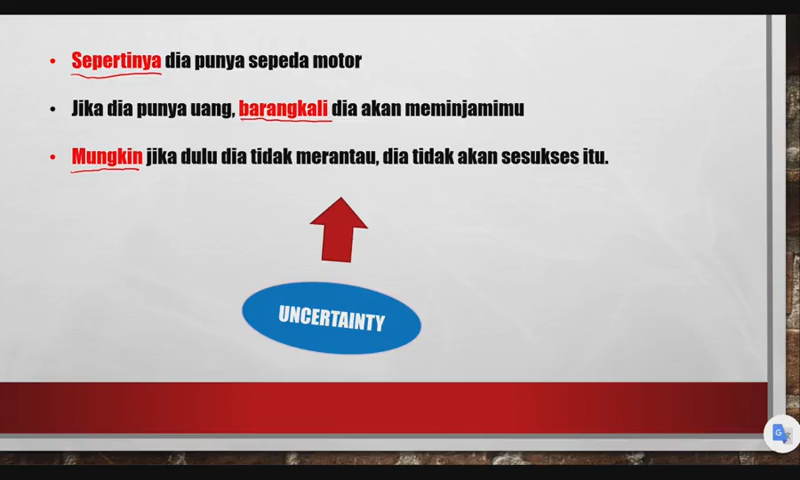 Sepertinya dia punya sepeda motor
Jika dia punya uang, barangkali dia akan meminjamimu
Mungkin jika dulu dia tidak merantau, dia tidak akan sesukses itu.
UNCERTAINTY